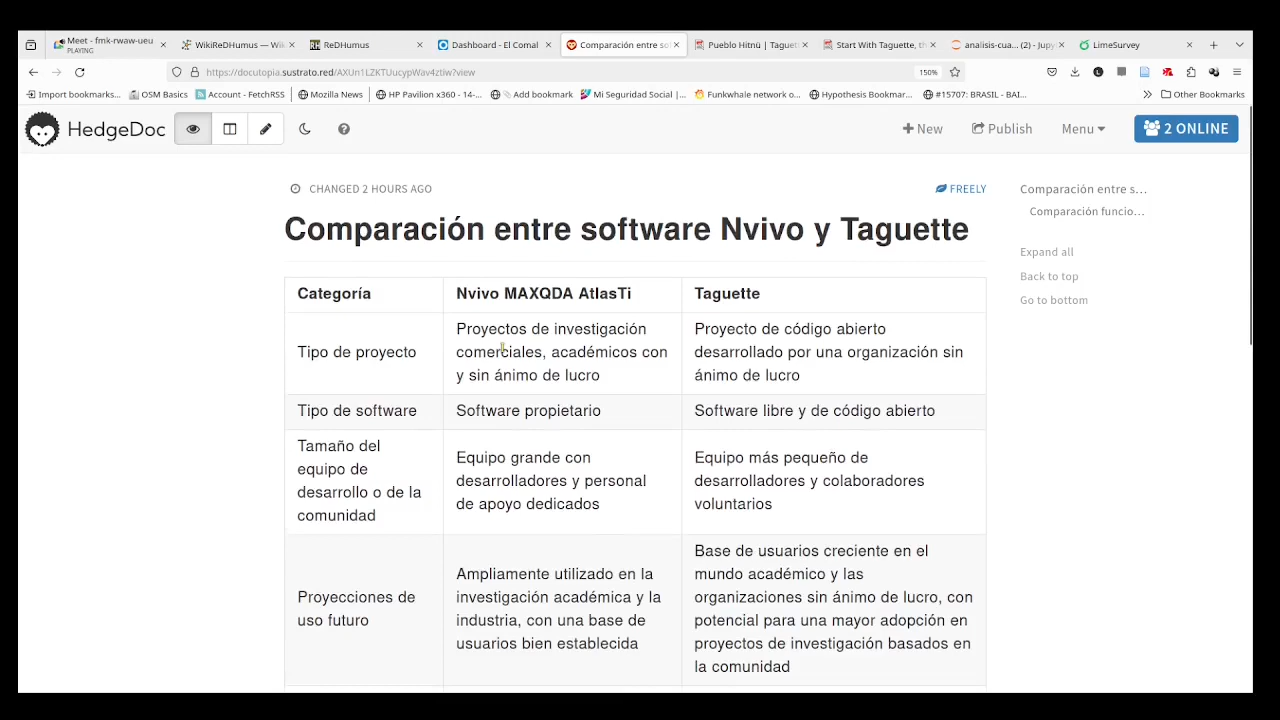 Meet - fmk-rwaw-ueu
PLAYING
WikiReDHumus — Wiki
ReDHumus
Dashboard - El Comal
Comparación entre sof
Pueblo Hitnü | Taguett
Start With Taguette, th
analisis-cua... (4) - Jupy
LimeSurvey
https://docutopia.sustrato.red/AXUn1LZKTUucypWav4ztiw?view
150%
Import bookmarks...
OSM Basics
Account - FetchRSS
Mozilla News
HP Pavilion x360 - 14-...
Add bookmark
Mi Seguridad Social |...
Funkwhale network o...
Hypothesis Bookmar...
#15707: BRASIL - BAI...
Other Bookmarks
HedgeDoc
New
Publish
Menu
2 ONLINE
CHANGED 2 HOURS AGO
FREELY
Comparación entre software Nvivo y Taguette
Comparación entre s...
Comparación funcio...
Expand all
Back to top
Go to bottom
Categoría
Nvivo MAXQDA AtlasTi
Taguette
Tipo de proyecto
Proyectos de investigación
comerciales, académicos con
y sin ánimo de lucro
Proyecto de código abierto
desarrollado por una organización sin
ánimo de lucro
Tipo de software
Software propietario
Software libre y de código abierto
Tamaño del
equipo de
desarrollo o de la
comunidad
Equipo grande con
desarrolladores y personal
de apoyo dedicados
Equipo más pequeño de
desarrolladores y colaboradores
voluntarios
Proyecciones de
uso futuro
Ampliamente utilizado en la
investigación académica y la
industria, con una base de
usuarios bien establecida
Base de usuarios creciente en el
mundo académico y las
organizaciones sin ánimo de lucro, con
potencial para una mayor adopción en
proyectos de investigación basados en
la comunidad